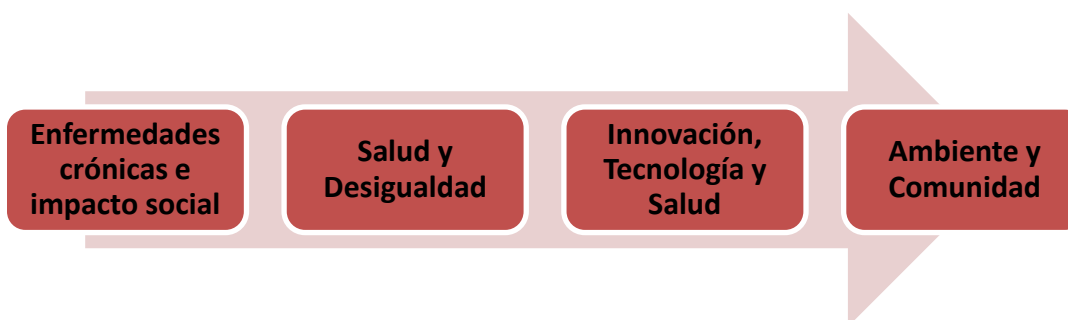 Enfermedades
crónicas e
impacto social
Salud y
Desigualdad
Innovación,
Tecnología y
Salud
Ambiente y
Comunidad